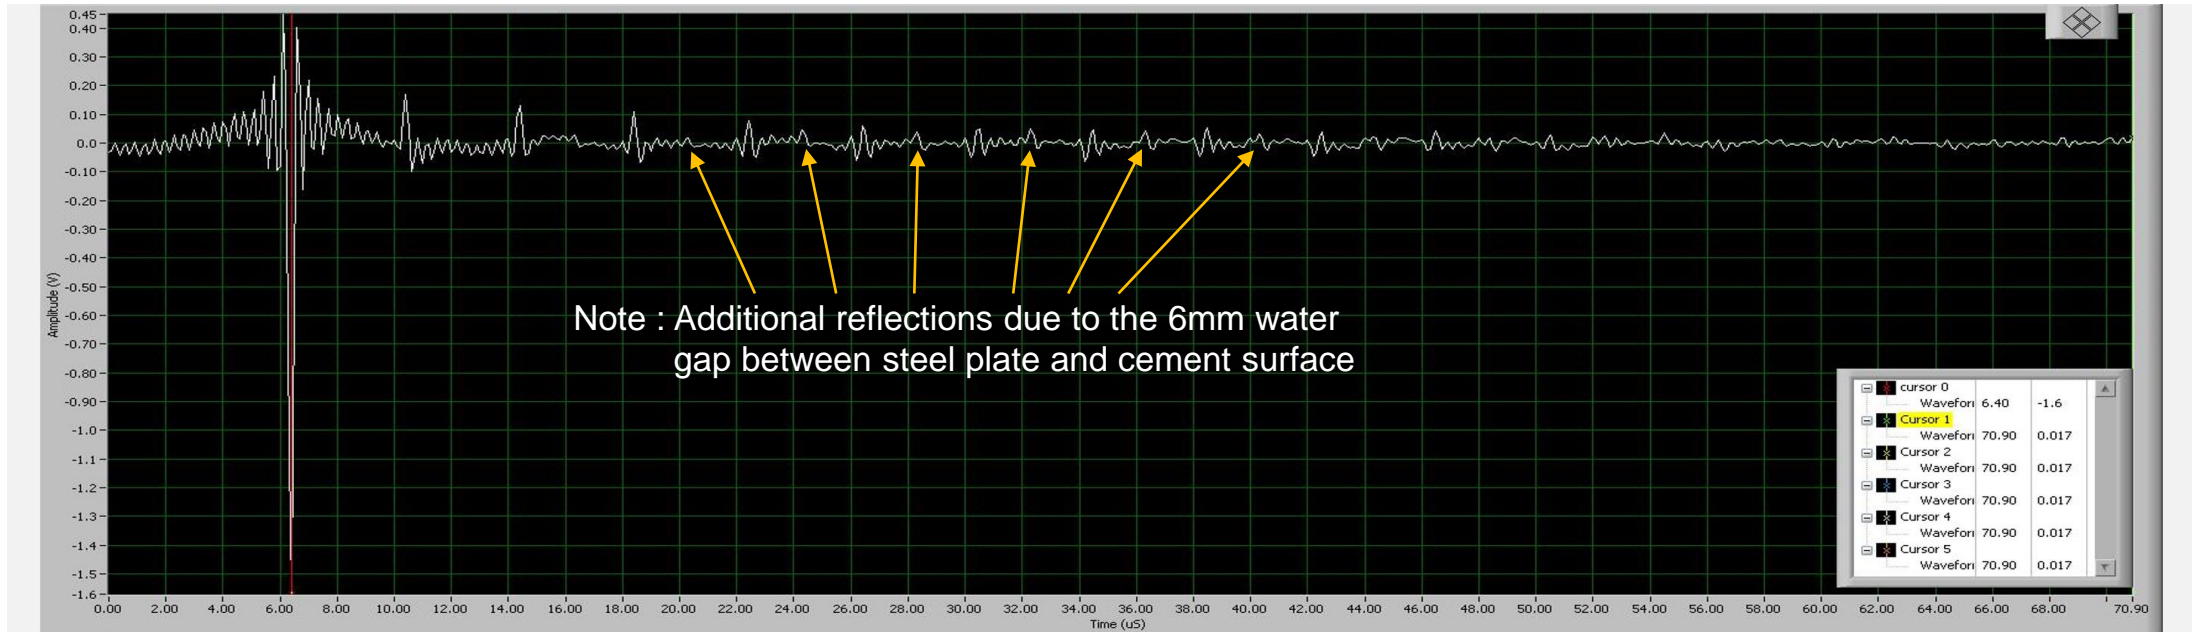 0.45
0.40
0.30
0.20
0.10
0.0
-0.10
-0.20
-0.30
-0.40
-0.50
-0.60
-0.70
-0.80
-0.90
-1.0
-1.1
-1.2
-1.3
-1.4
-1.5
-1.6
Amplitude (V)
Note : Additional reflections due to the 6mm water
gap between steel plate and cement surface
cursor 0
Wavefori 6.40 -1.6
Cursor 1
Wavefori 70.90 0.017
Cursor 2
Wavefori 70.90 0.017
Cursor 3
Wavefori 70.90 0.017
Cursor 4
Wavefori 70.90 0.017
Cursor 5
Wavefori 70.90 0.017
0.00 2.00 4.00 6.00 8.00 10.00 12.00 14.00 16.00 18.00 20.00 22.00 24.00 26.00 28.00 30.00 32.00 34.00 36.00 38.00 40.00 42.00 44.00 46.00 48.00 50.00 52.00 54.00 56.00 58.00 60.00 62.00 64.00 66.00 68.00 70.90
Time (uS)